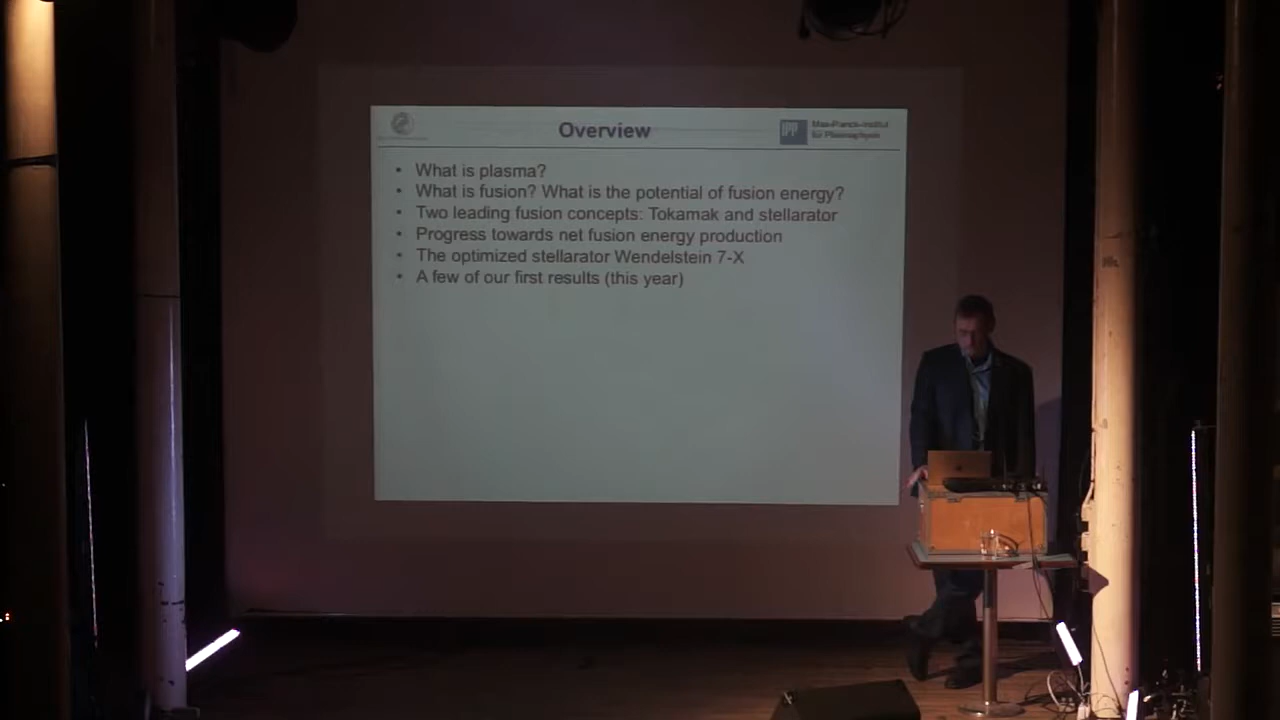 Overview
IPP
Max-Planck-Institut
für Plasmaphysik
• What is plasma?
• What is fusion? What is the potential of fusion energy?
• Two leading fusion concepts: Tokamak and stellarator
• Progress towards net fusion energy production
• The optimized stellarator Wendelstein 7-X
• A few of our first results (this year)